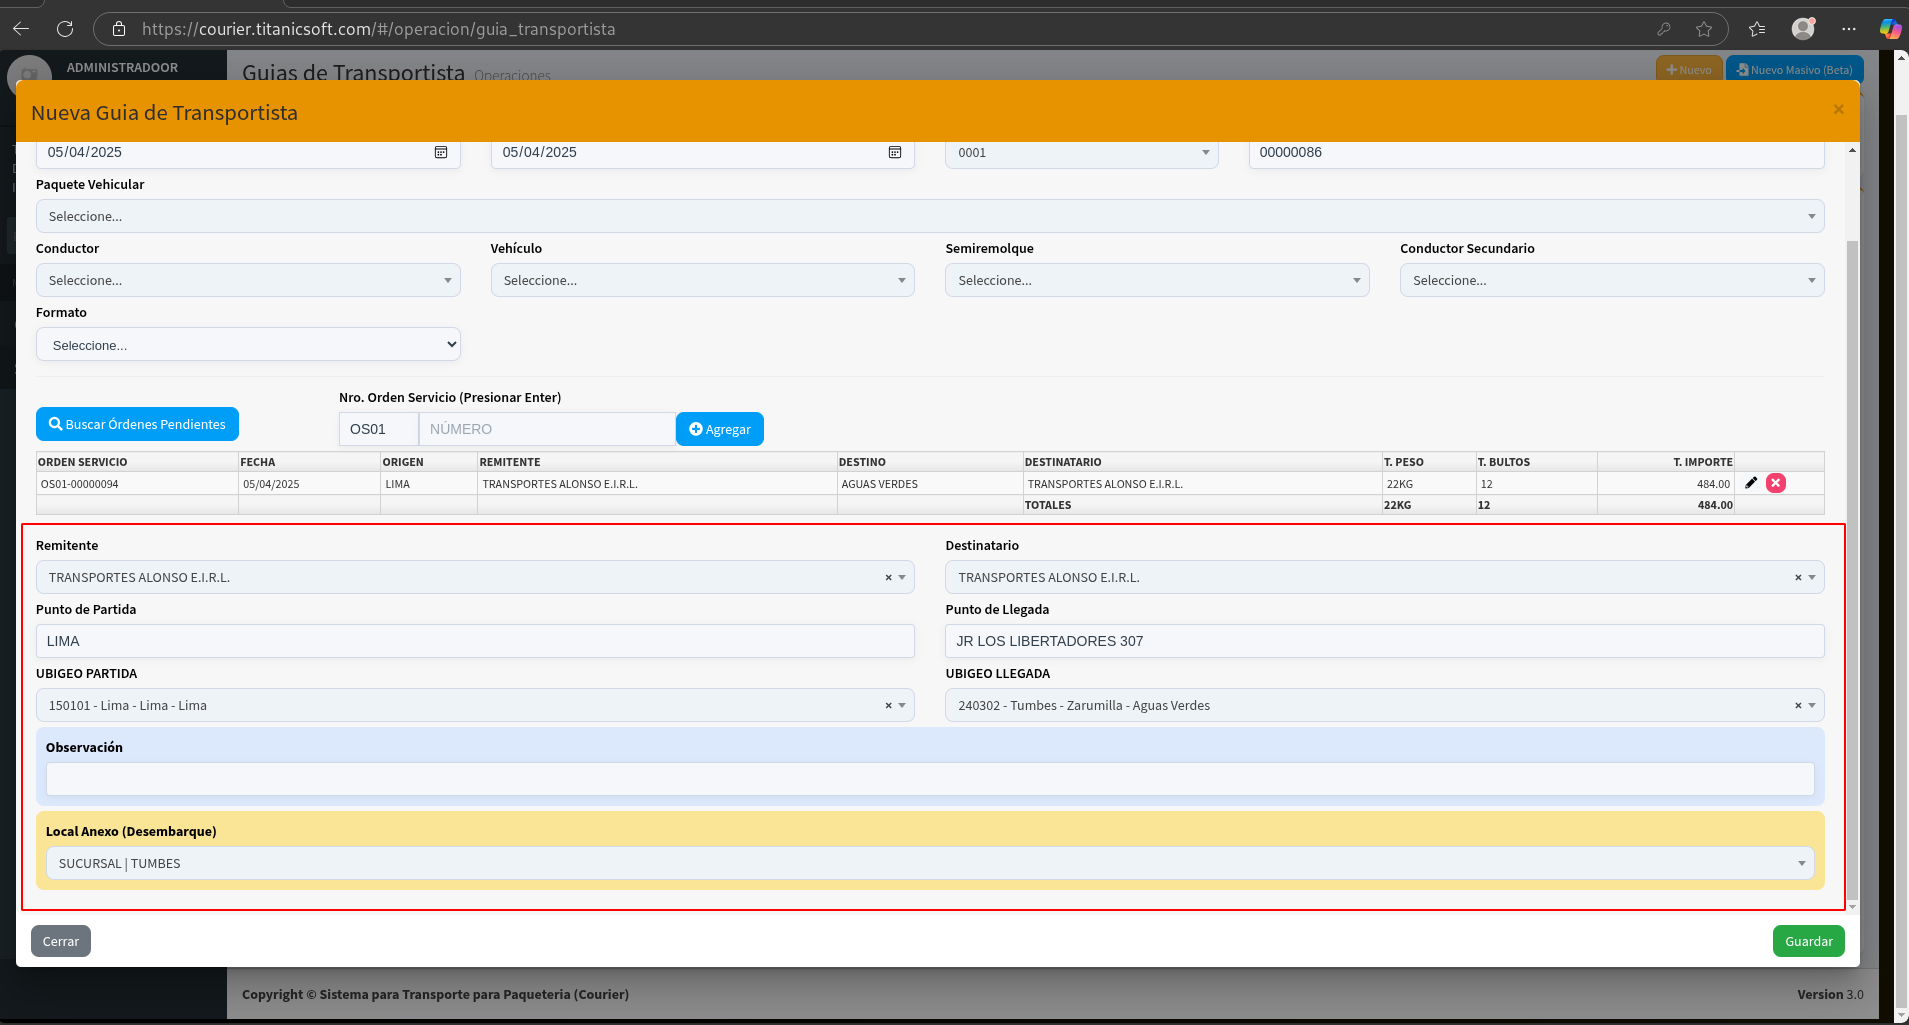 https://courier.titanicsoft.com/#/operacion/guia_transportista
ADMINISTRADOOR
Guias de Transportista Operaciones
Nuevo
Nuevo Masivo (Beta)
Nueva Guia de Transportista
×
05/04/2025
05/04/2025
0001
00000086
Paquete Vehicular
Seleccione...
Conductor
Vehículo
Semiremolque
Conductor Secundario
Seleccione...
Seleccione...
Seleccione...
Seleccione...
Formato
Seleccione...
Nro. Orden Servicio (Presionar Enter)
Buscar Órdenes Pendientes
OS01
NÚMERO
Agregar
ORDEN SERVICIO FECHA ORIGEN REMITENTE DESTINO DESTINATARIO T. PESO T. BULTOS T. IMPORTE
OS01-00000094 05/04/2025 LIMA TRANSPORTES ALONSO E.I.R.L. AGUAS VERDES TRANSPORTES ALONSO E.I.R.L. 22KG 12 484.00
TOTALES 22KG 12 484.00
Remitente
Destinatario
TRANSPORTES ALONSO E.I.R.L. ×
TRANSPORTES ALONSO E.I.R.L. ×
Punto de Partida
Punto de Llegada
LIMA
JR LOS LIBERTADORES 307
UBIGEO PARTIDA
UBIGEO LLEGADA
150101 - Lima - Lima - Lima ×
240302 - Tumbes - Zarumilla - Aguas Verdes ×
Observación
Local Anexo (Desembarque)
SUCURSAL | TUMBES
Cerrar
Guardar
Copyright © Sistema para Transporte para Paqueteria (Courier)
Version 3.0